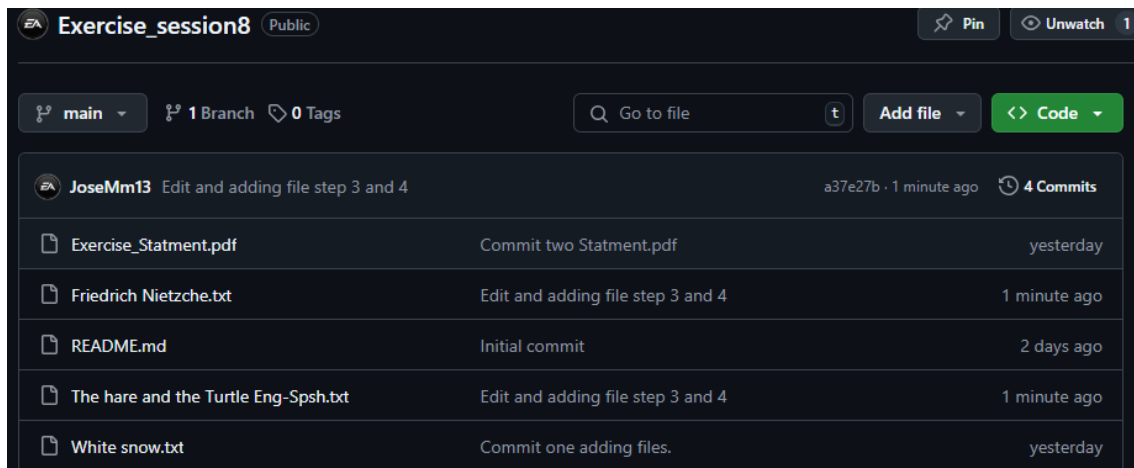 EA Exercise_session8 Public Pin Unwatch 1
main 1 Branch 0 Tags Go to file t Add file <> Code
EA JoseMm13 Edit and adding file step 3 and 4 a37e27b · 1 minute ago 4 Commits
Exercise_Statment.pdf Commit two Statment.pdf yesterday
Friedrich Nietzche.txt Edit and adding file step 3 and 4 1 minute ago
README.md Initial commit 2 days ago
The hare and the Turtle Eng-Spsh.txt Edit and adding file step 3 and 4 1 minute ago
White snow.txt Commit one adding files. yesterday